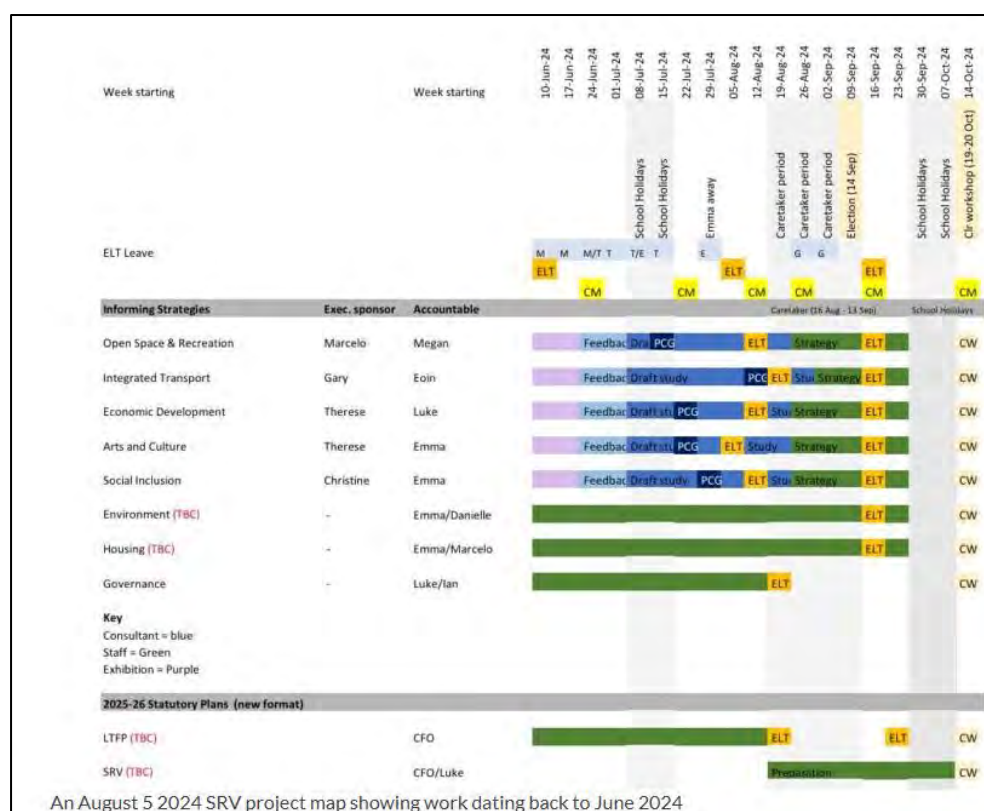 Week starting Week starting 10-Jun-24 17-Jun-24 24-Jun-24 01-Jul-24 08-Jul-24 15-Jul-24 22-Jul-24 29-Jul-24 05-Aug-24 12-Aug-24 19-Aug-24 26-Aug-24 02-Sep-24 09-Sep-24 16-Sep-24 23-Sep-24 30-Sep-24 07-Oct-24 14-Oct-24
School Holidays School Holidays Emma away Caretaker period Caretaker period Caretaker period Election (14 Sep) School Holidays School Holidays Clr workshop (19-20 Oct)
ELT Leave M M M/T T T/E T E G G
ELT ELT ELT
CM CM CM CM CM CM
Informing Strategies Exec. sponsor Accountable Caretaker (16 Aug - 13 Sep) School Holidays
Open Space & Recreation Marcelo Megan Feedbac Dra PCG ELT Strategy ELT CW
Integrated Transport Gary Eoin Feedbac Draft study PCG ELT Stu Strategy ELT CW
Economic Development Therese Luke Feedbac Draft stu PCG ELT Stu Strategy ELT CW
Arts and Culture Therese Emma Feedbac Draft stu PCG ELT Study Strategy ELT CW
Social Inclusion Christine Emma Feedbac Draft study PCG ELT Stu Strategy ELT CW
Environment (TBC) - Emma/Danielle ELT CW
Housing (TBC) - Emma/Marcelo ELT CW
Governance - Luke/Ian ELT CW
Key
Consultant = blue
Staff = Green
Exhibition = Purple
2025-26 Statutory Plans (new format)
LTFP (TBC) CFO ELT ELT CW
SRV (TBC) CFO/Luke Preparation CW
An August 5 2024 SRV project map showing work dating back to June 2024